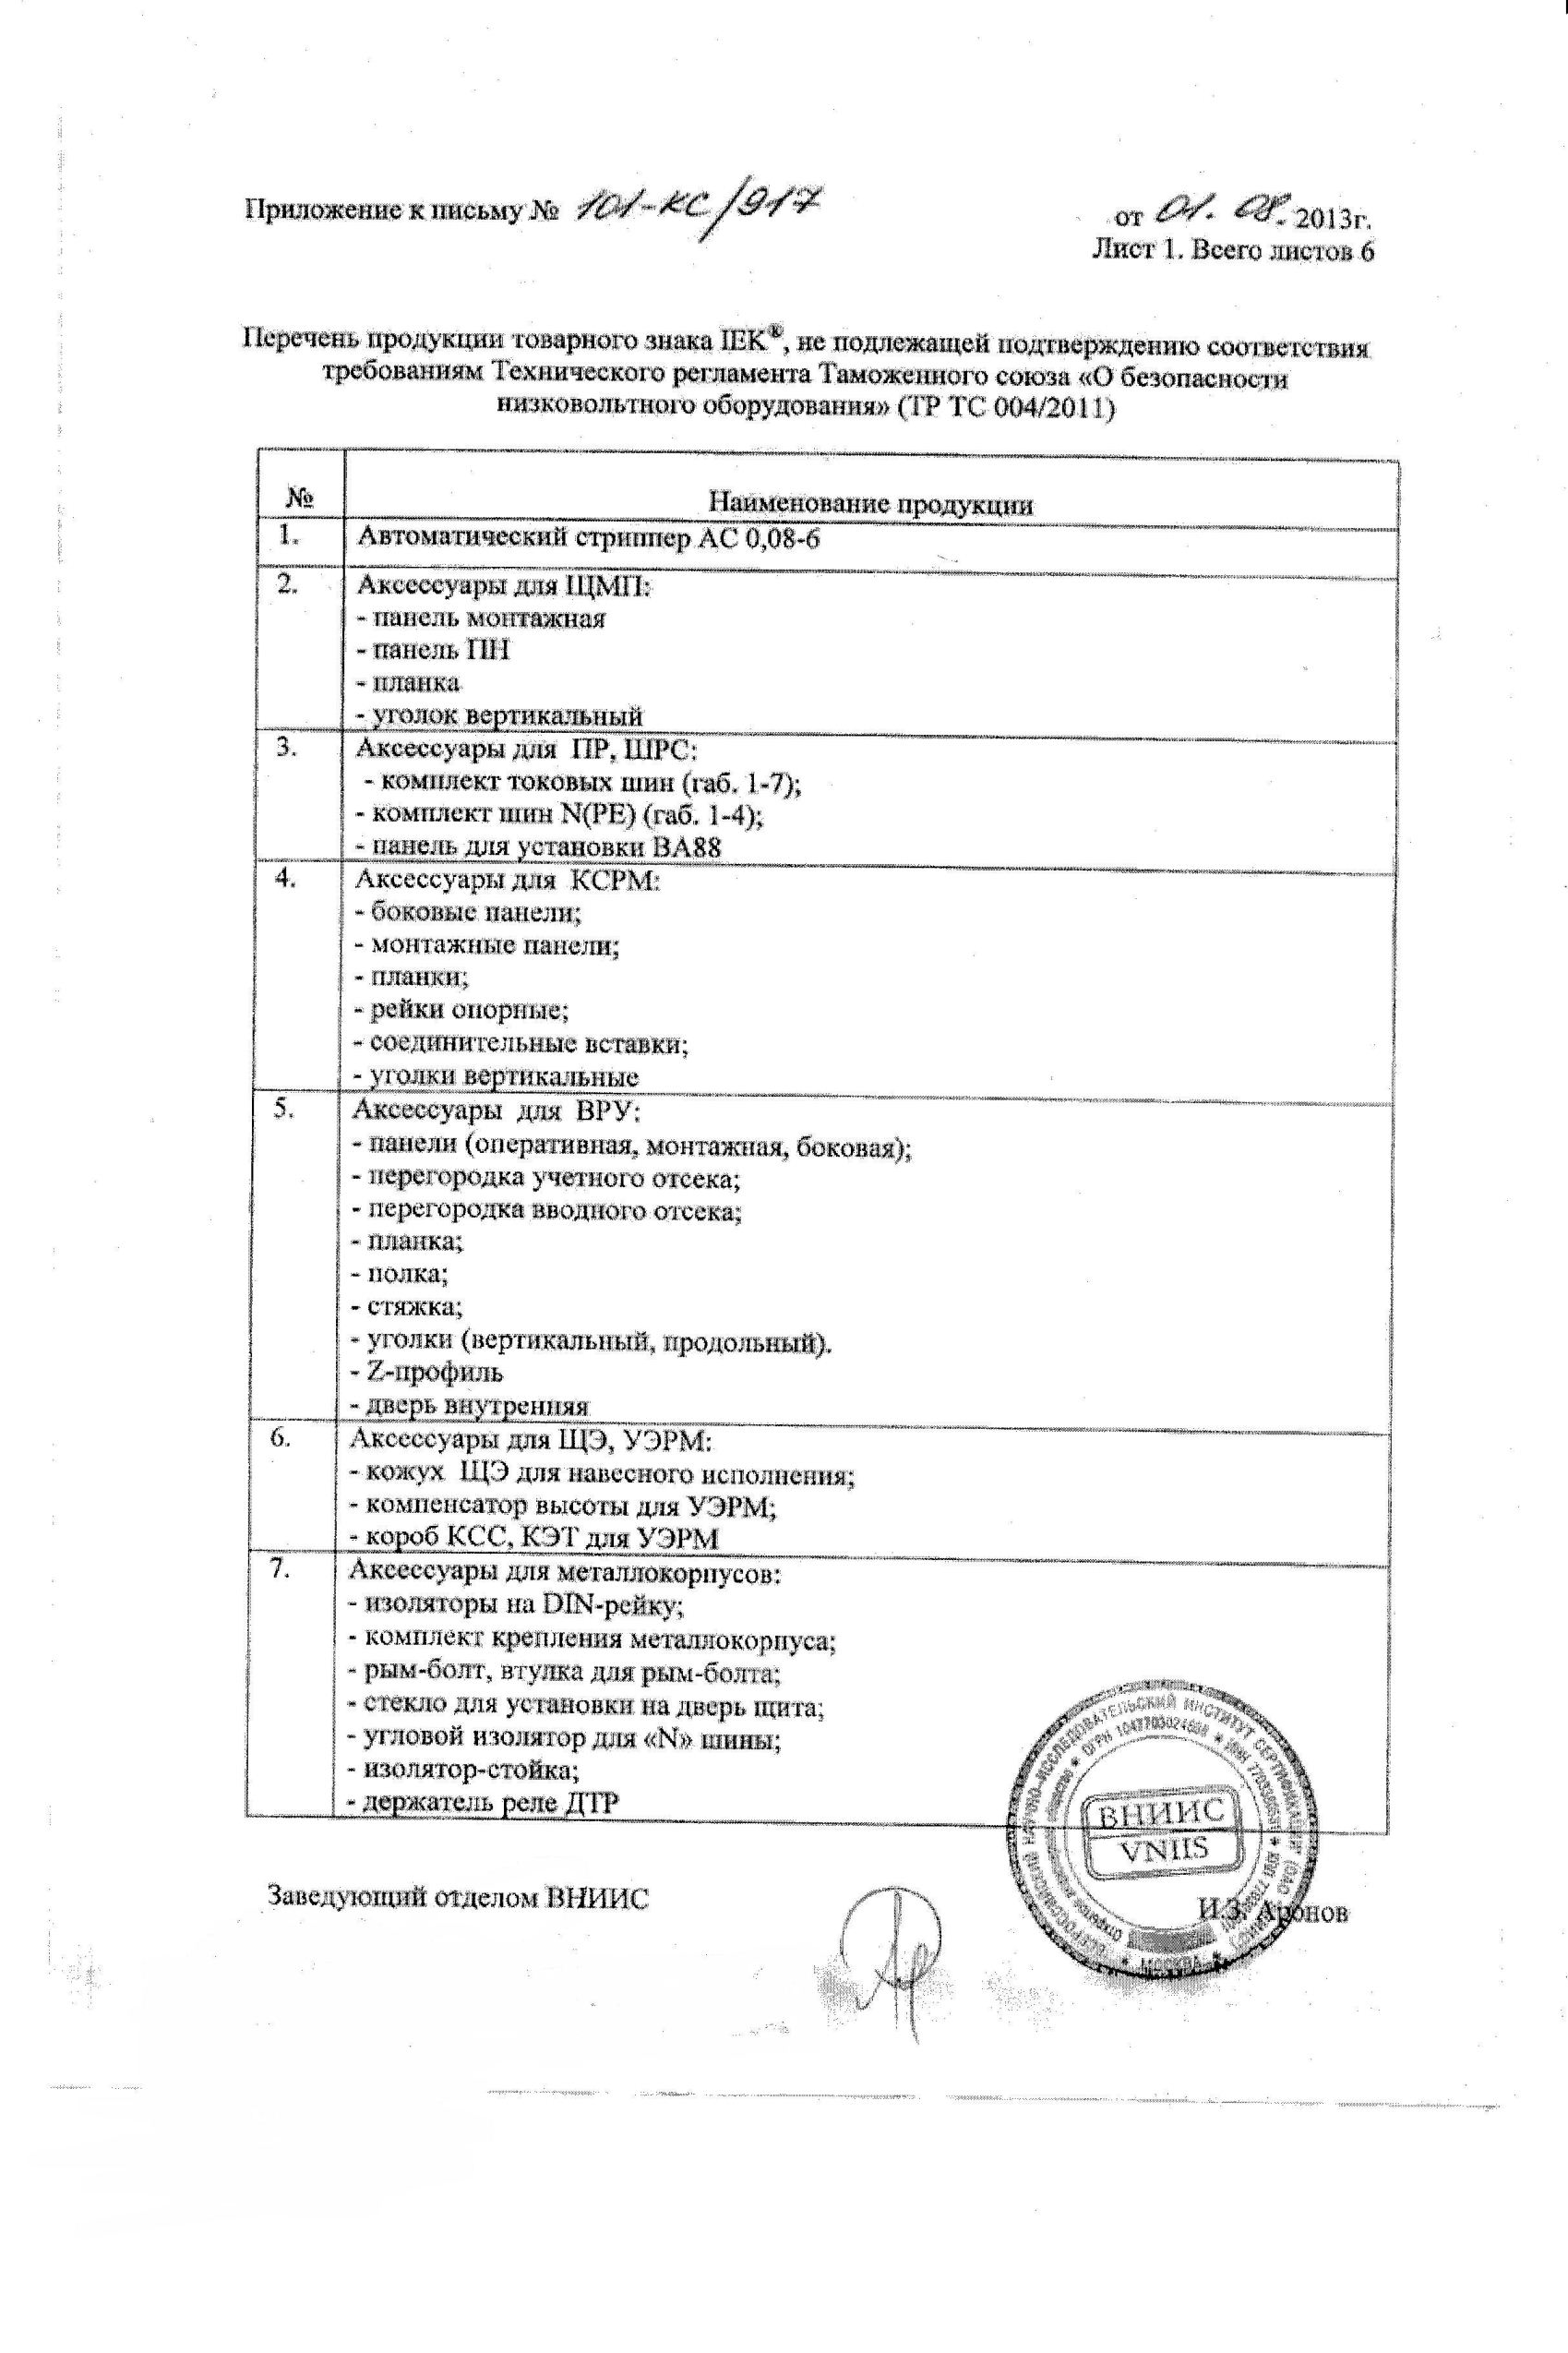 Приложение к письму № 101-КС/917
от 01. 08. 2013г.
Лист 1. Всего листов 6
Перечень продукции товарного знака IEK®, не подлежащей подтверждению соответствия
требованиям Технического регламента Таможенного союза «О безопасности
низковольтного оборудования» (ТР ТС 004/2011)
№ Наименование продукции
1. Автоматический стриппер АС 0,08-6
2. Аксессуары для ЩМП:
- панель монтажная
- панель ПН
- планка
- уголок вертикальный
3. Аксессуары для ПР, ШРС:
- комплект токовых шин (габ. 1-7);
- комплект шин N(PE) (габ. 1-4);
- панель для установки ВА88
4. Аксессуары для КСРМ:
- боковые панели;
- монтажные панели;
- планки;
- рейки опорные;
- соединительные вставки;
- уголки вертикальные
5. Аксессуары для ВРУ:
- панели (оперативная, монтажная, боковая);
- перегородка учетного отсека;
- перегородка вводного отсека;
- планка;
- полка;
- стяжка;
- уголки (вертикальный, продольный).
- Z-профиль
- дверь внутренняя
6. Аксессуары для ЩЭ, УЭРМ:
- кожух ЩЭ для навесного исполнения;
- компенсатор высоты для УЭРМ;
- короб КСС, КЭТ для УЭРМ
7. Аксессуары для металлокорпусов:
- изоляторы на DIN-рейку;
- комплект крепления металлокорпуса;
- рым-болт, втулка для рым-болта;
- стекло для установки на дверь щита;
- угловой изолятор для «N» шины;
- изолятор-стойка;
- держатель реле ДТР
НАУЧНО-ИССЛЕДОВАТЕЛЬСКИЙ ИНСТИТУТ СЕРТИФИКАЦИИ
МОСКВА
ВНИИС
VNIIS
Заведующий отделом ВНИИС И.З. Аронов